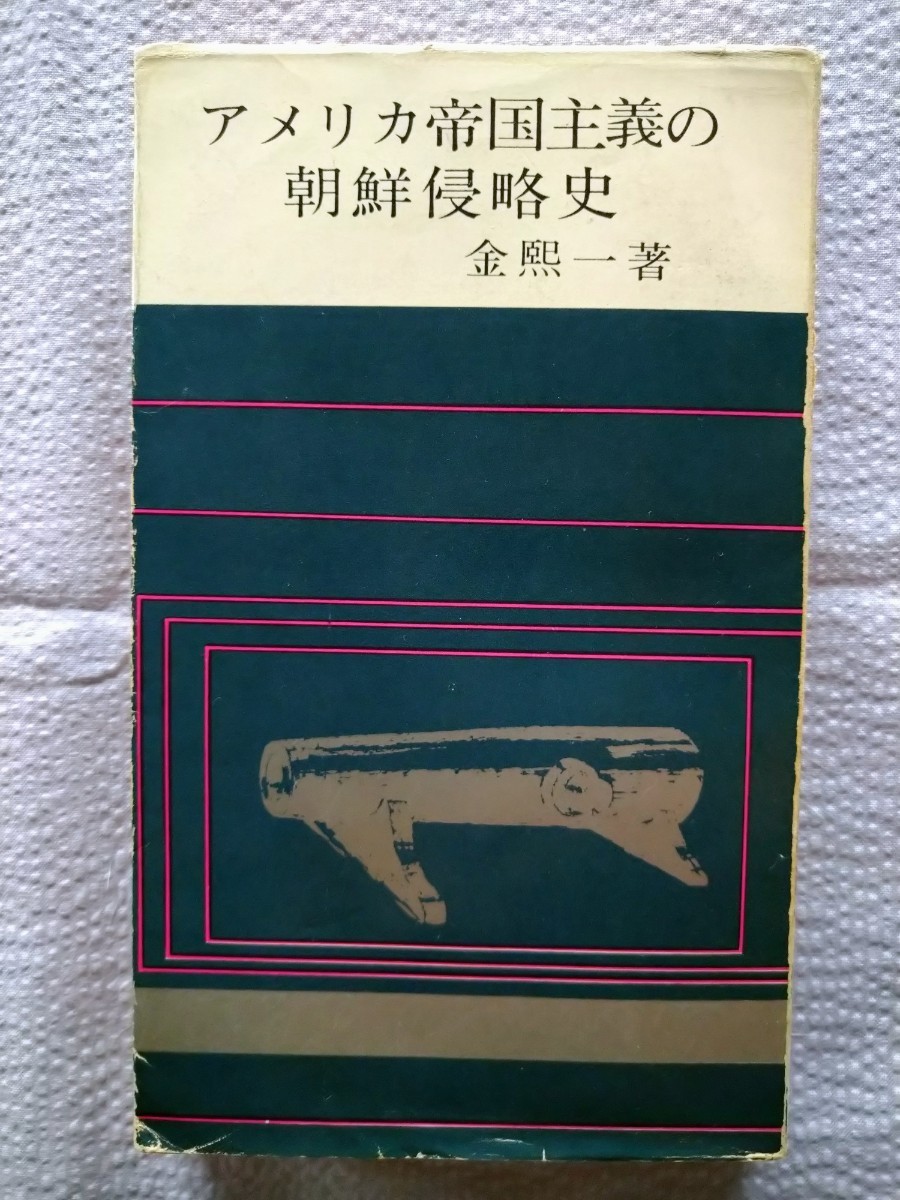 アメリカ帝国主義の
朝鮮侵略史
金熙一著